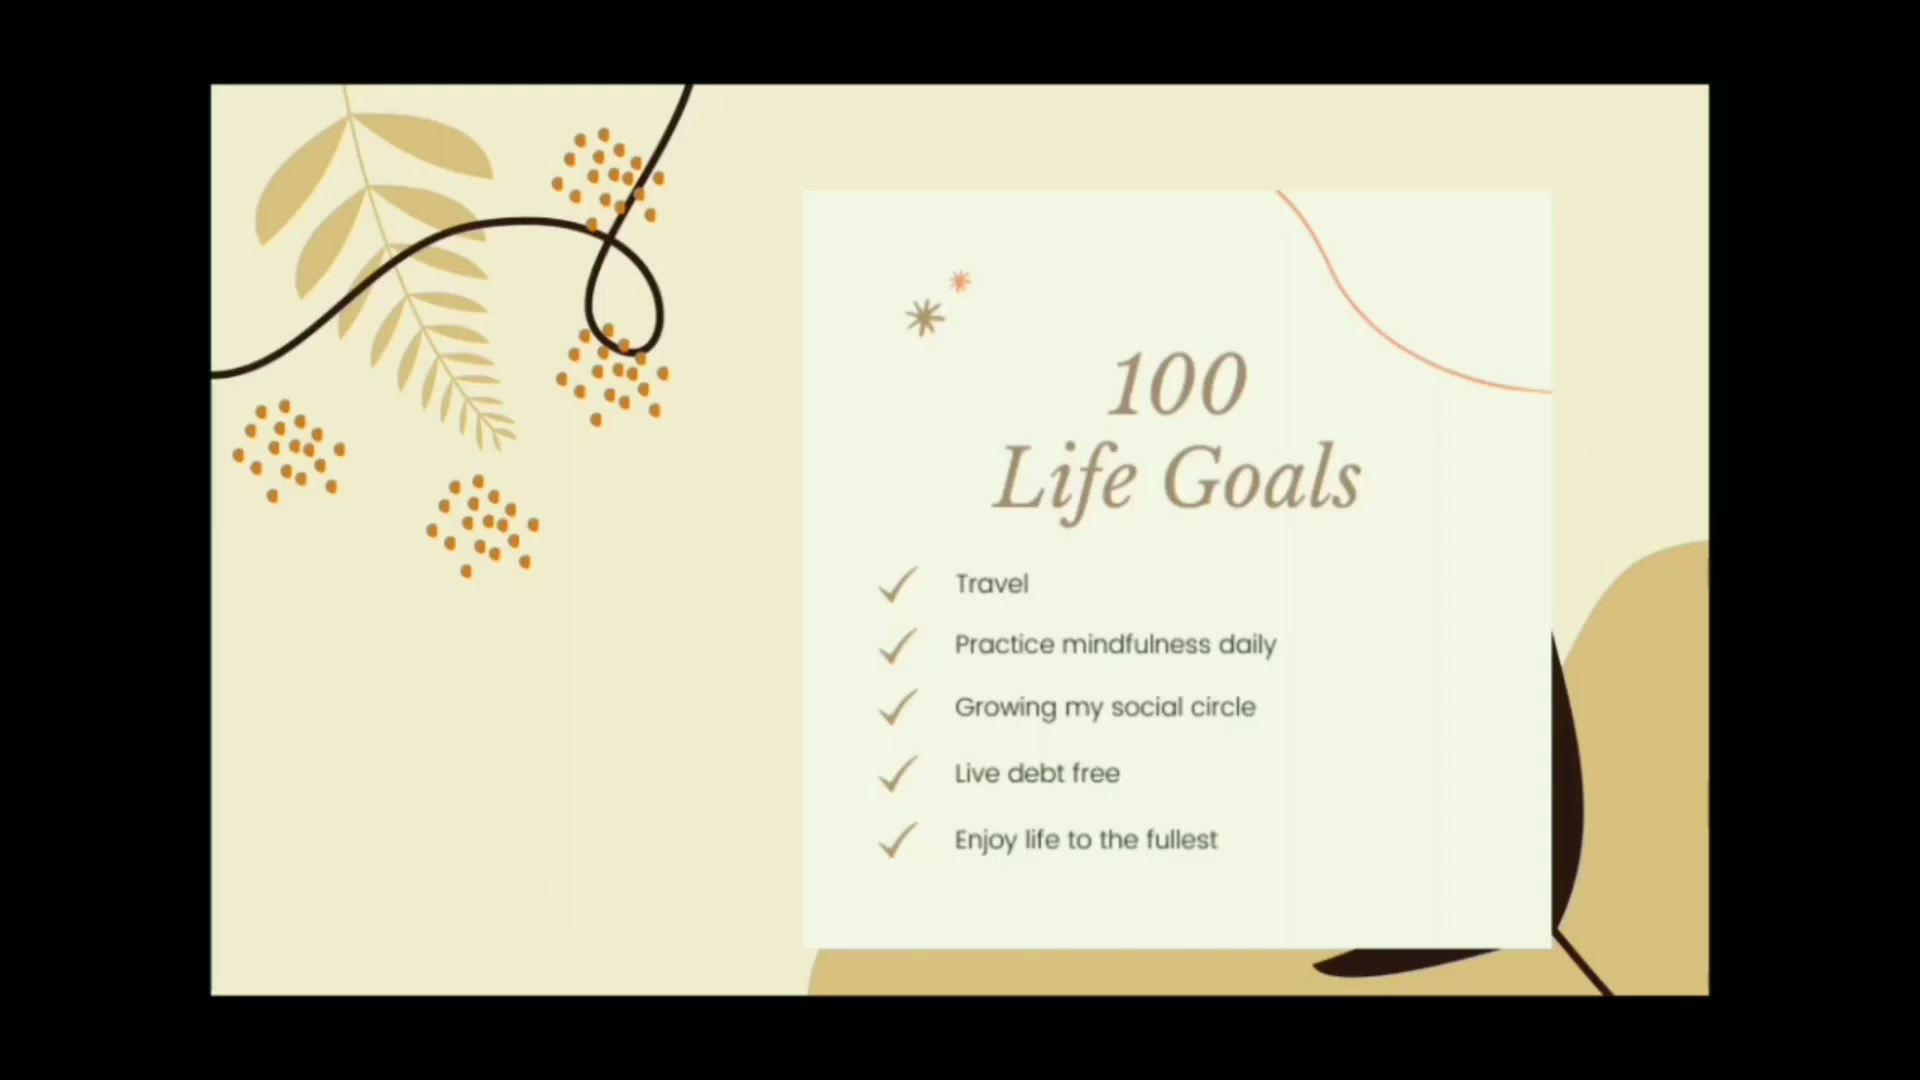 100
Life Goals
Travel
Practice mindfulness daily
Growing my social circle
Live debt free
Enjoy life to the fullest